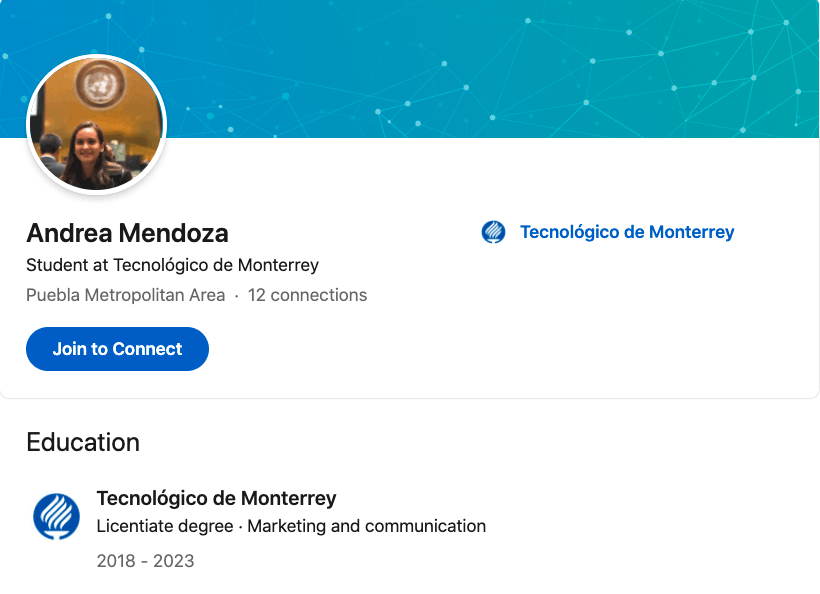 Andrea Mendoza
Tecnológico de Monterrey
Student at Tecnológico de Monterrey
Puebla Metropolitan Area · 12 connections
Join to Connect
Education
Tecnológico de Monterrey
Licentiate degree · Marketing and communication
2018 - 2023